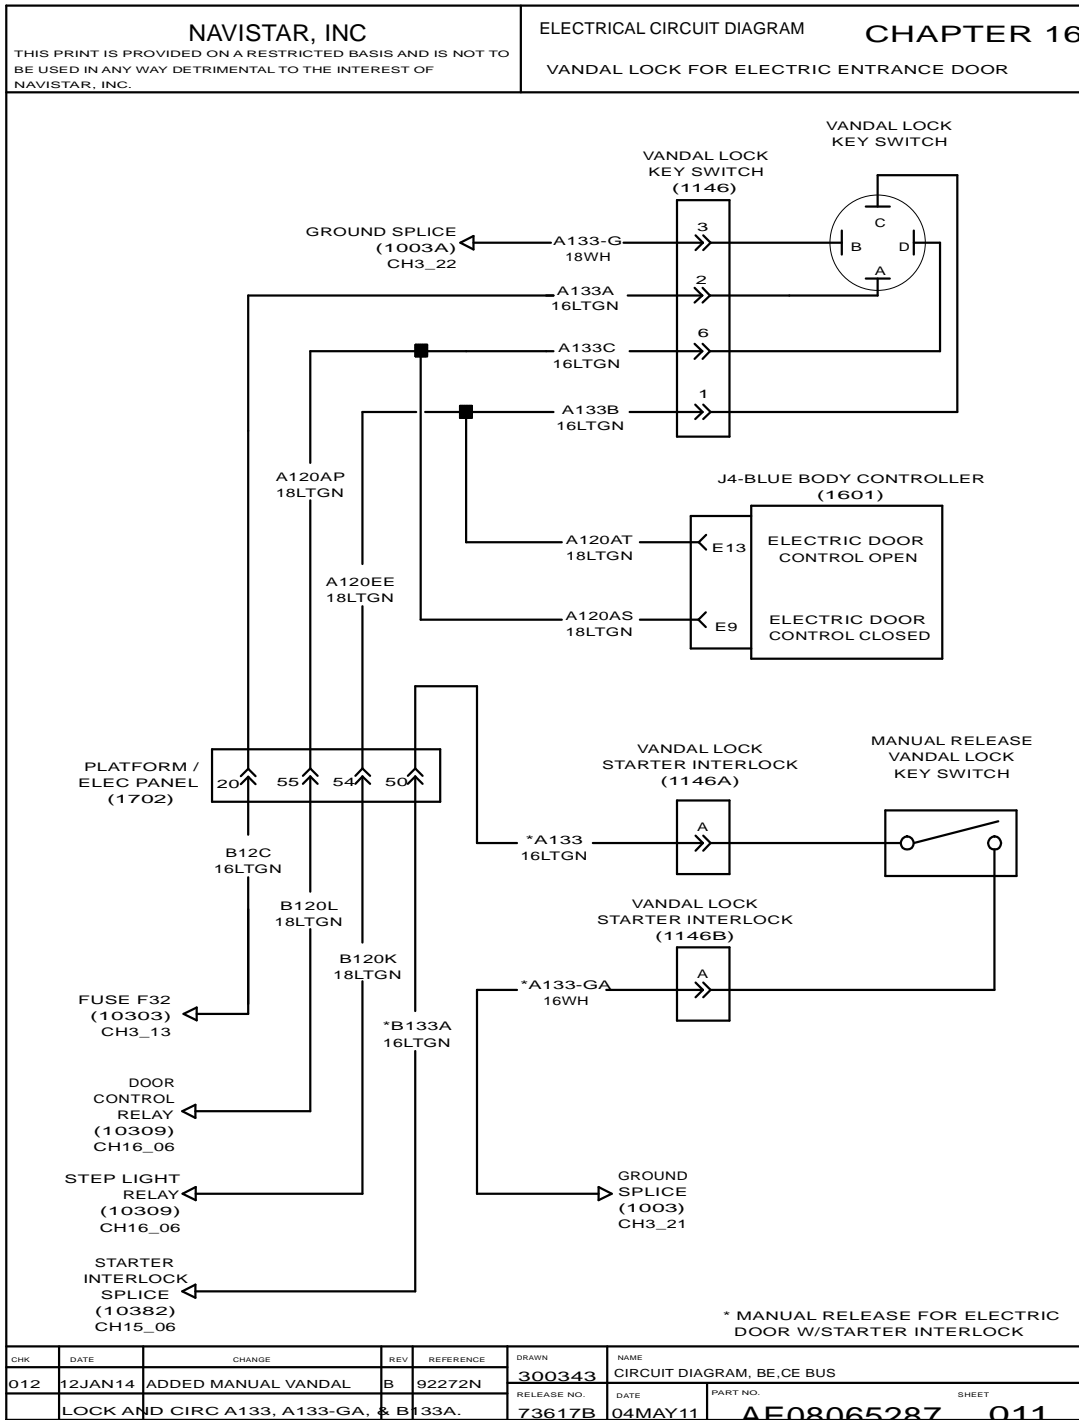 NAVISTAR, INC
THIS PRINT IS PROVIDED ON A RESTRICTED BASIS AND IS NOT TO
BE USED IN ANY WAY DETRIMENTAL TO THE INTEREST OF
NAVISTAR, INC.
ELECTRICAL CIRCUIT DIAGRAM
CHAPTER 16
VANDAL LOCK FOR ELECTRIC ENTRANCE DOOR
VANDAL LOCK
KEY SWITCH
VANDAL LOCK
KEY SWITCH
(1146)
C
B
D
A
GROUND SPLICE
(1003A)
CH3_22
A133-G
18WH
3
A133A
16LTGN
2
A133C
16LTGN
6
A133B
16LTGN
1
A120AP
18LTGN
J4-BLUE BODY CONTROLLER
(1601)
A120AT
18LTGN
E13
ELECTRIC DOOR
CONTROL OPEN
A120EE
18LTGN
A120AS
18LTGN
E9
ELECTRIC DOOR
CONTROL CLOSED
PLATFORM /
ELEC PANEL
(1702)
20
55
54
50
VANDAL LOCK
STARTER INTERLOCK
(1146A)
MANUAL RELEASE
VANDAL LOCK
KEY SWITCH
*A133
16LTGN
A
B12C
16LTGN
B120L
18LTGN
B120K
18LTGN
*B133A
16LTGN
VANDAL LOCK
STARTER INTERLOCK
(1146B)
*A133-GA
16WH
A
FUSE F32
(10303)
CH3_13
DOOR
CONTROL
RELAY
(10309)
CH16_06
STEP LIGHT
RELAY
(10309)
CH16_06
GROUND
SPLICE
(1003)
CH3_21
STARTER
INTERLOCK
SPLICE
(10382)
CH15_06
* MANUAL RELEASE FOR ELECTRIC
DOOR W/STARTER INTERLOCK
CHK DATE CHANGE REV REFERENCE
012 12JAN14 ADDED MANUAL VANDAL B 92272N
LOCK AND CIRC A133, A133-GA, & B133A.
DRAWN
300343
NAME
CIRCUIT DIAGRAM, BE,CE BUS
RELEASE NO.
73617B
DATE
04MAY11
PART NO.
AE08065287
SHEET
011